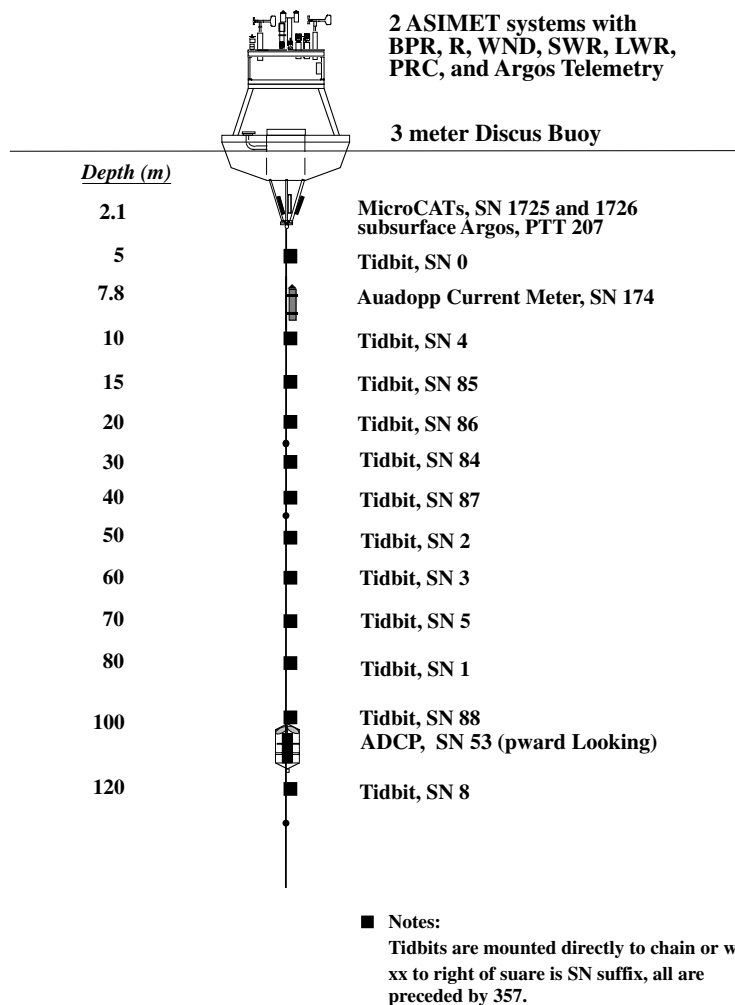 2 ASIMET systems with
BPR, R, WND, SWR, LWR,
PRC, and Argos Telemetry
3 meter Discus Buoy
Depth (m)
2.1 MicroCATs, SN 1725 and 1726
subsurface Argos, PTT 207
5 Tidbit, SN 0
7.8 Auadopp Current Meter, SN 174
10 Tidbit, SN 4
15 Tidbit, SN 85
20 Tidbit, SN 86
30 Tidbit, SN 84
40 Tidbit, SN 87
50 Tidbit, SN 2
60 Tidbit, SN 3
70 Tidbit, SN 5
80 Tidbit, SN 1
100 Tidbit, SN 88
ADCP, SN 53 (pward Looking)
120 Tidbit, SN 8
Notes:
Tidbits are mounted directly to chain or
xx to right of suare is SN suffix, all are
preceded by 357.